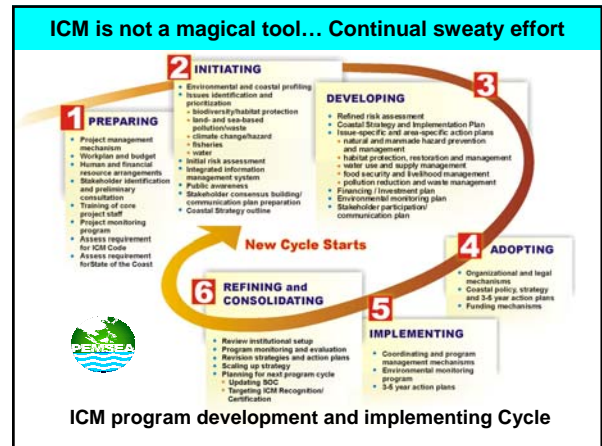 ICM is not a magical tool… Continual sweaty effort
1 PREPARING
• Project management
mechanism
• Workplan and budget
• Human and financial
resource arrangements
• Stakeholder identification
and preliminary
consultation
• Training of core
project staff
• Project monitoring
program
• Assess requirement
for ICM Code
• Assess requirement
forState of the Coast
2 INITIATING
• Environmental and coastal profiling
• Issues identification and
prioritization
• biodiversity/habitat protection
• land- and sea-based
pollution/waste
• climate change/hazard
• fisheries
• water
• Initial risk assessment
• Integrated information
management system
• Public awareness
• Stakeholder consensus building/
communication plan preparation
• Coastal Strategy outline
3
DEVELOPING
• Refined risk assessment
• Coastal Strategy and Implementation Plan
• Issue-specific and area-specific action plans
• natural and manmade hazard prevention
and management
• habitat protection, restoration and management
• water use and supply management
• food security and livelihood management
• pollution reduction and waste management
• Financing / Investment plan
• Environmental monitoring plan
• Stakeholder participation/
communication plan
4 ADOPTING
• Organizational and legal
mechanisms
• Coastal policy, strategy
and 3-5 year action plans
• Funding mechanisms
5
IMPLEMENTING
• Coordinating and program
management mechanisms
• Environmental monitoring
program
• 3-5 year action plans
New Cycle Starts
6 REFINING and
CONSOLIDATING
• Review institutional setup
• Program monitoring and evaluation
• Revision strategies and action plans
• Scaling up strategy
• Planning for next program cycle
• Updating SOC
• Targeting ICM Recognition/
Certification
PEMSEA
ICM program development and implementing Cycle